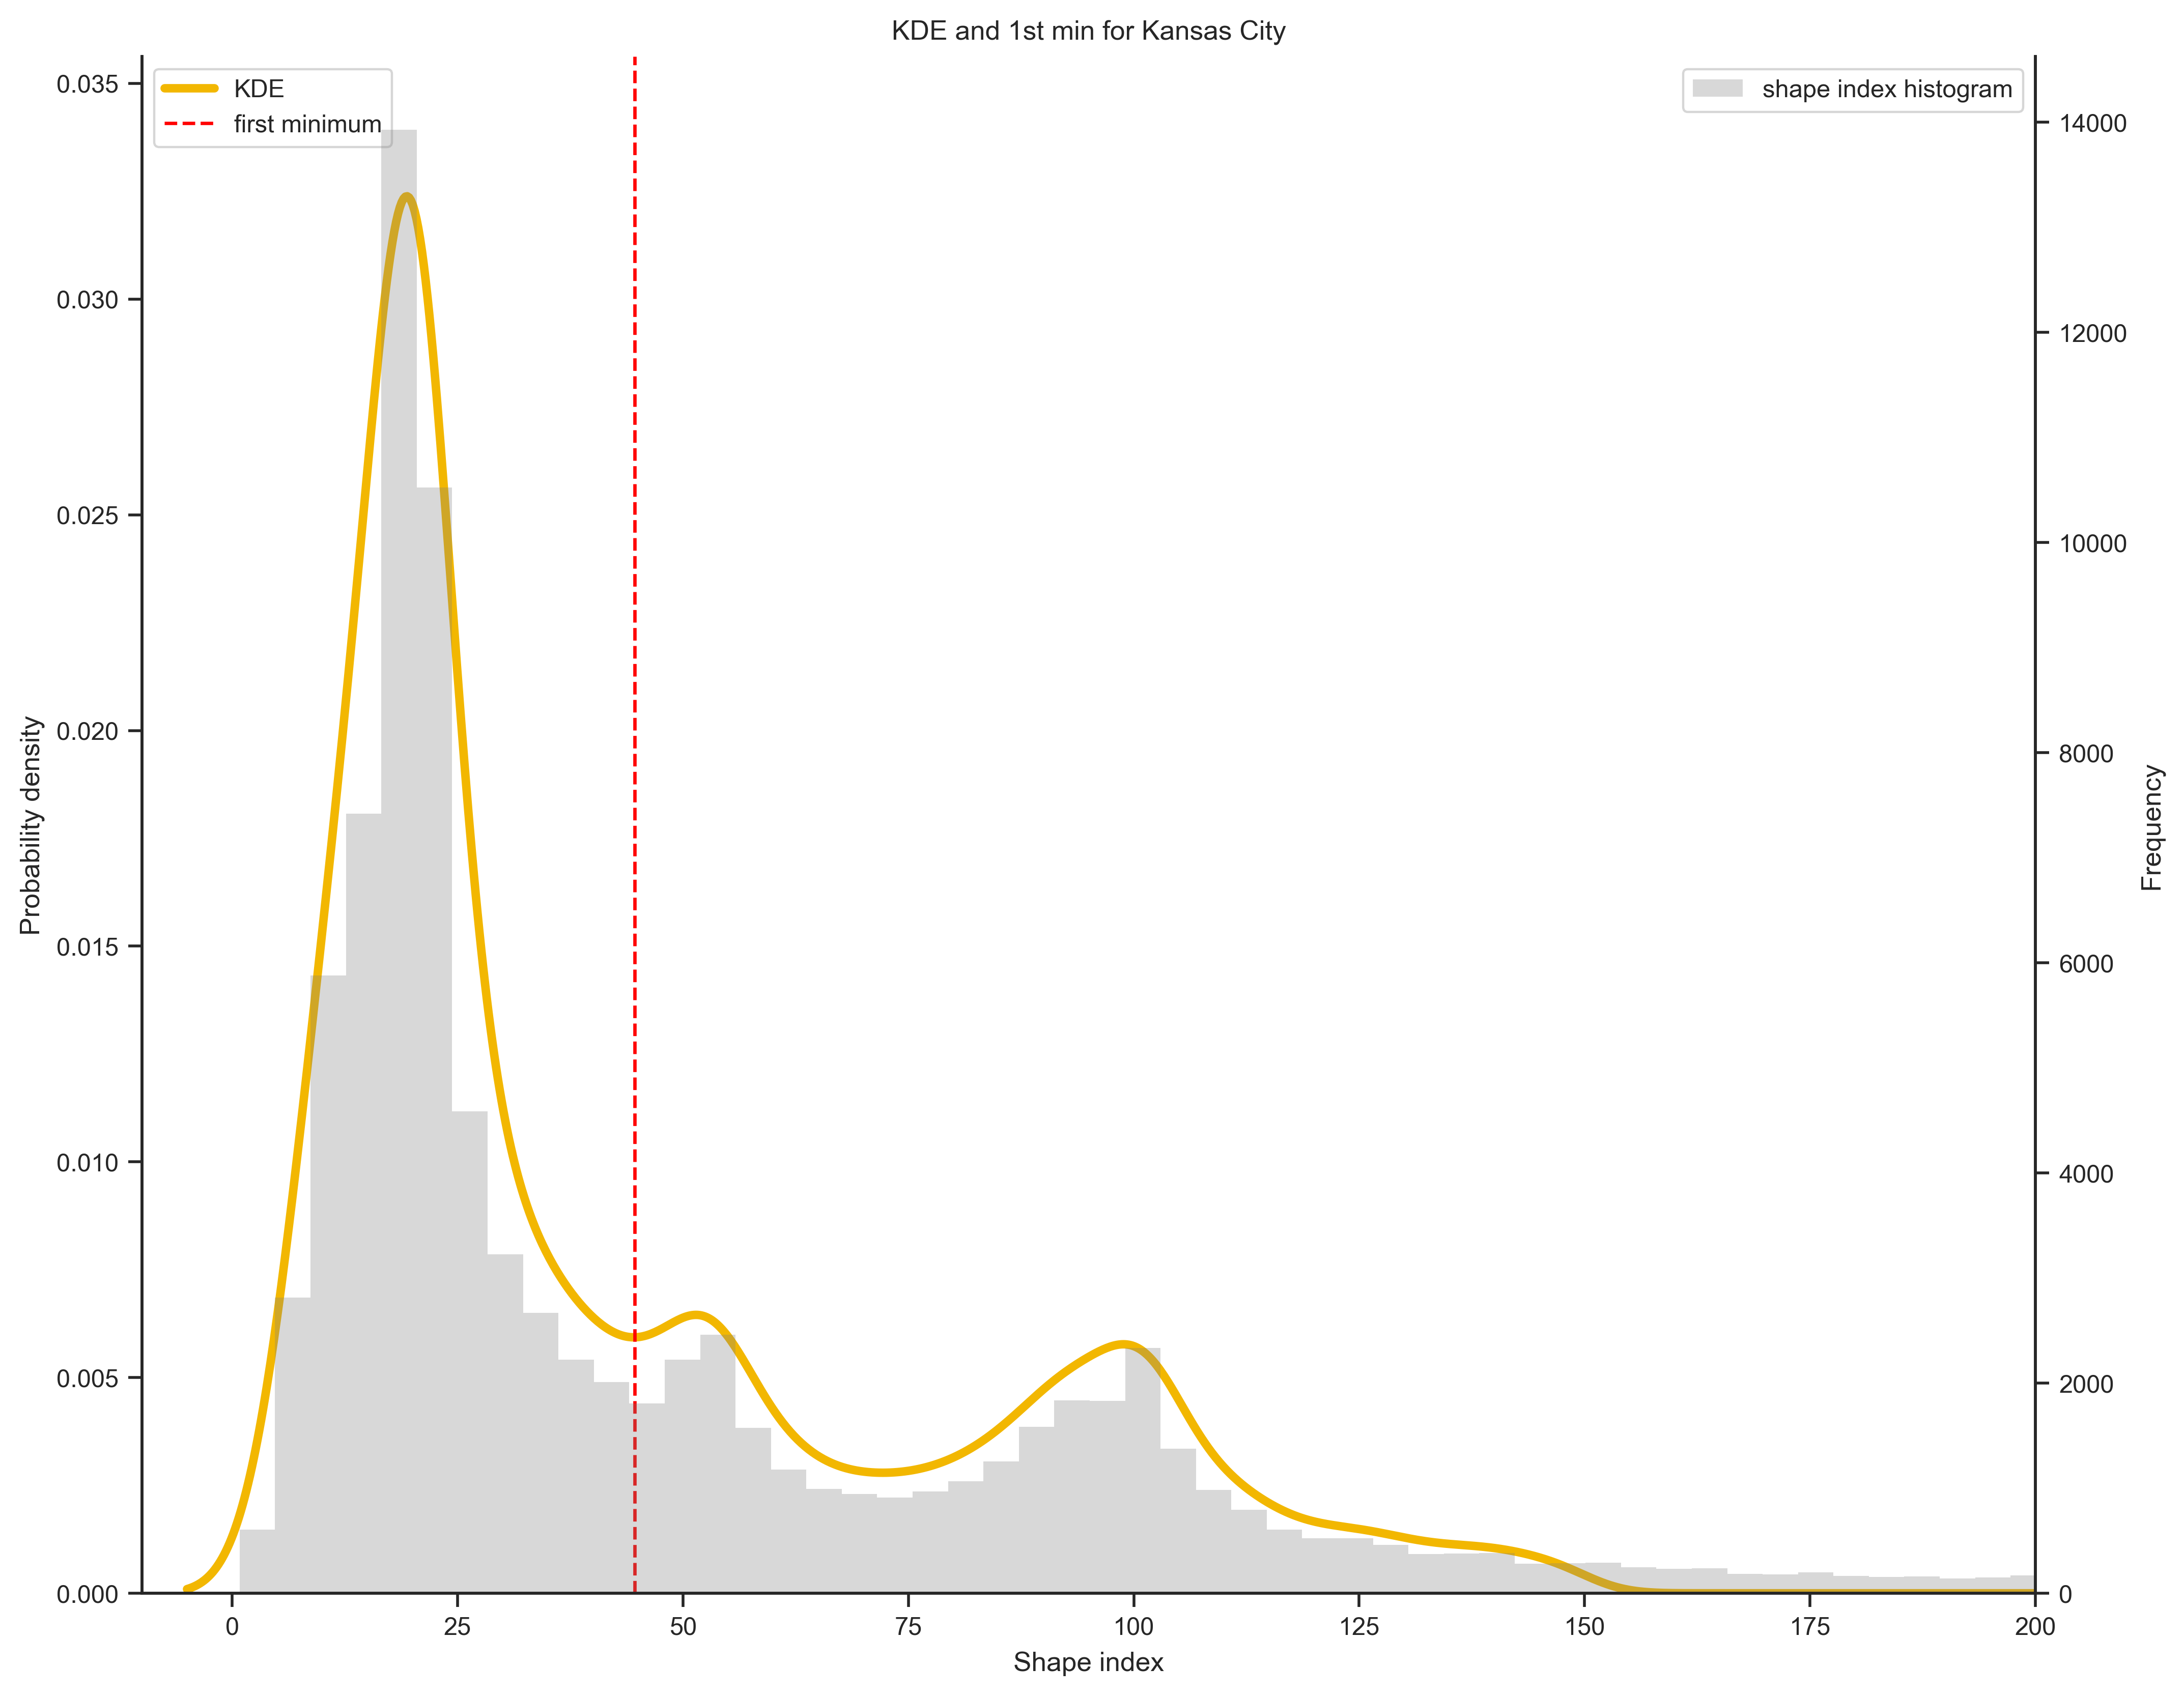 KDE and 1st min for Kansas City
KDE
first minimum
shape index histogram
0.035
0.030
0.025
0.020
0.015
0.010
0.005
0.000
Probability density
14000
12000
10000
8000
6000
4000
2000
0
Frequency
0 25 50 75 100 125 150 175 200
Shape index